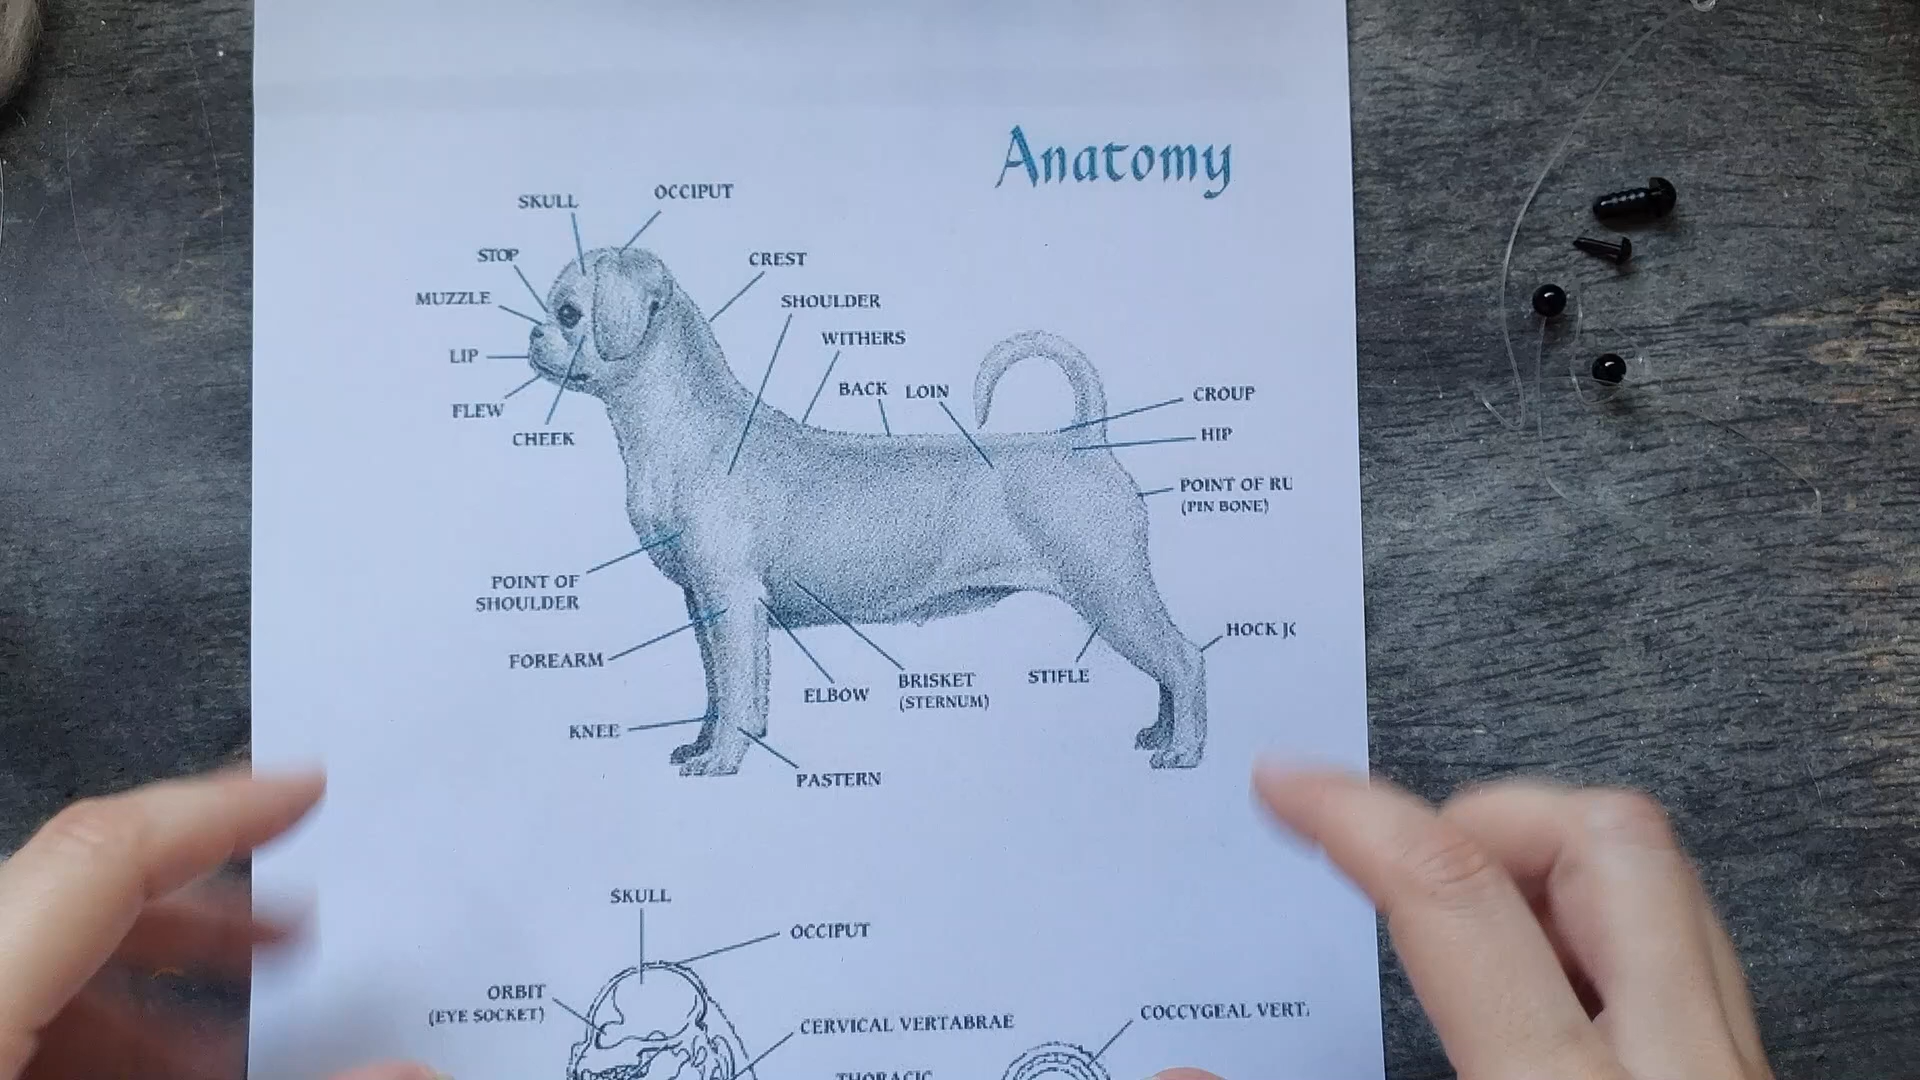 Anatomy
SKULL
OCCIPUT
STOP
CREST
MUZZLE
SHOULDER
WITHERS
LIP
BACK
LOIN
CROUP
FLEW
CHEEK
HIP
POINT OF RU
(PIN BONE)
POINT OF
SHOULDER
HOCK
FOREARM
ELBOW
BRISKET
(STERNUM)
STIFLE
KNEE
PASTERN
SKULL
OCCIPUT
ORBIT
(EYE SOCKET)
CERVICAL VERTABRAE
COCCYGEAL VERT
THORACIC